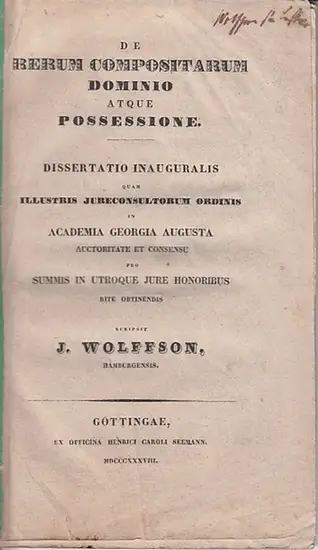 DE
RERUM COMPOSITARUM
DOMINIO
ATQUE
POSSESSIONE.
DISSERTATIO INAUGURALIS
QUAM
ILLUSTRIS JURECONSULTORUM ORDINIS
IN
ACADEMIA GEORGIA AUGUSTA
AUCTORITATE ET CONSENSU
PRO
SUMMIS IN UTROQUE JURE HONORIBUS
RITE OBTINENDIS
SCRIPSIT
J. WOLFFSON,
HAMBURGENSIS.
GÖTTINGAE,
EX OFFICINA HENRICI CAROLI SEEMANN.
MDCCCXXXVIII.